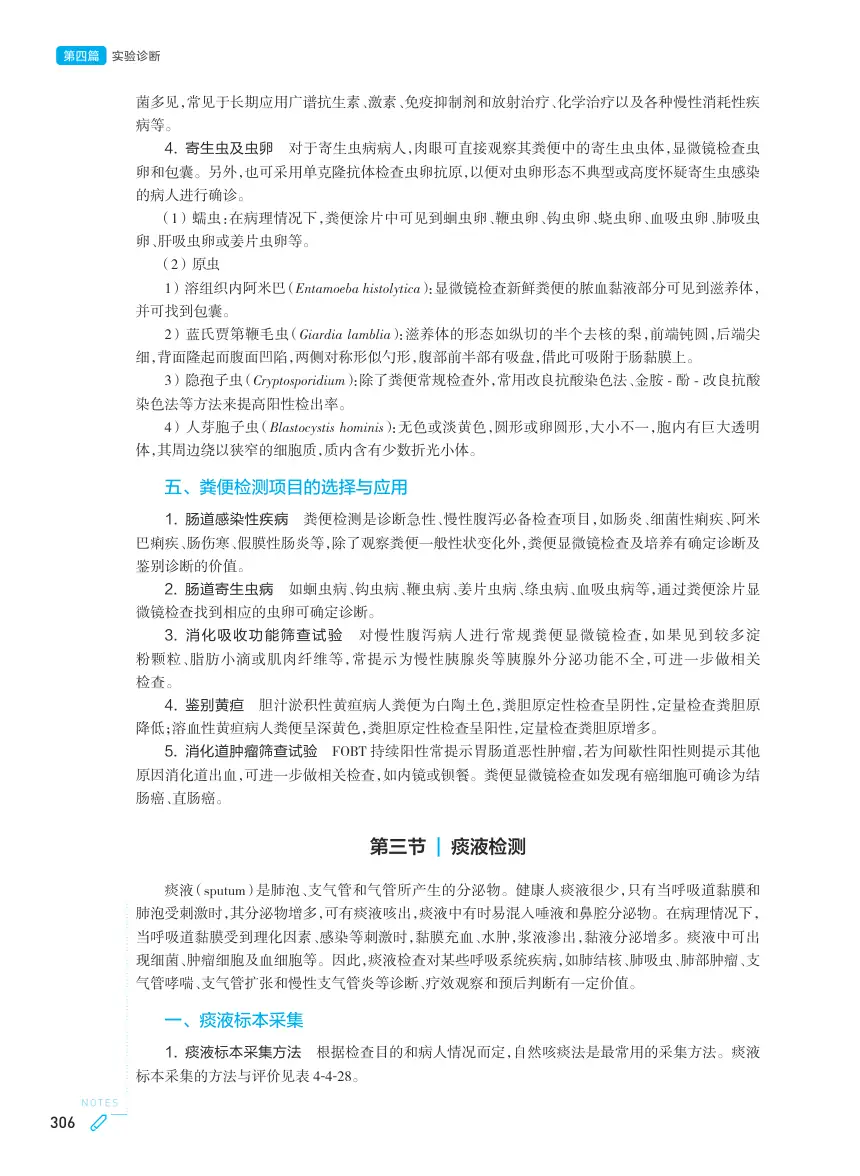 第四篇 实验诊断
菌多见,常见于长期应用广谱抗生素、激素、免疫抑制剂和放射治疗、化学治疗以及各种慢性消耗性疾
病等。
4. 寄生虫及虫卵 对于寄生虫病病人,肉眼可直接观察其粪便中的寄生虫虫体,显微镜检查虫
卵和包囊。另外,也可采用单克隆抗体检查虫卵抗原,以便对虫卵形态不典型或高度怀疑寄生虫感染
的病人进行确诊。
(1)蠕虫:在病理情况下,粪便涂片中可见到蛔虫卵、鞭虫卵、钩虫卵、蛲虫卵、血吸虫卵、肺吸虫
卵、肝吸虫卵或姜片虫卵等。
(2)原虫
1)溶组织内阿米巴(Entamoeba histolytica):显微镜检查新鲜粪便的脓血黏液部分可见到滋养体,
并可找到包囊。
2)蓝氏贾第鞭毛虫(Giardia lamblia):滋养体的形态如纵切的半个去核的梨,前端钝圆,后端尖
细,背面隆起而腹面凹陷,两侧对称形似勺形,腹部前半部有吸盘,借此可吸附于肠黏膜上。
3)隐孢子虫(Cryptosporidium):除了粪便常规检查外,常用改良抗酸染色法、金胺 - 酚 - 改良抗酸
染色法等方法来提高阳性检出率。
4)人芽胞子虫(Blastocystis hominis):无色或淡黄色,圆形或卵圆形,大小不一,胞内有巨大透明
体,其周边绕以狭窄的细胞质,质内含有少数折光小体。
五、粪便检测项目的选择与应用
1. 肠道感染性疾病 粪便检测是诊断急性、慢性腹泻必备检查项目,如肠炎、细菌性痢疾、阿米
巴痢疾、肠伤寒、假膜性肠炎等,除了观察粪便一般性状变化外,粪便显微镜检查及培养有确定诊断及
鉴别诊断的价值。
2. 肠道寄生虫病 如蛔虫病、钩虫病、鞭虫病、姜片虫病、绦虫病、血吸虫病等,通过粪便涂片显
微镜检查找到相应的虫卵可确定诊断。
3. 消化吸收功能筛查试验 对慢性腹泻病人进行常规粪便显微镜检查,如果见到较多淀
粉颗粒、脂肪小滴或肌肉纤维等,常提示为慢性胰腺炎等胰腺外分泌功能不全,可进一步做相关
检查。
4. 鉴别黄疸 胆汁淤积性黄疸病人粪便为白陶土色,粪胆原定性检查呈阴性,定量检查粪胆原
降低;溶血性黄疸病人粪便呈深黄色,粪胆原定性检查呈阳性,定量检查粪胆原增多。
5. 消化道肿瘤筛查试验 FOBT 持续阳性常提示胃肠道恶性肿瘤,若为间歇性阳性则提示其他
原因消化道出血,可进一步做相关检查,如内镜或钡餐。粪便显微镜检查如发现有癌细胞可确诊为结
肠癌、直肠癌。
第三节 | 痰液检测
痰液(sputum)是肺泡、支气管和气管所产生的分泌物。健康人痰液很少,只有当呼吸道黏膜和
肺泡受刺激时,其分泌物增多,可有痰液咳出,痰液中有时易混入唾液和鼻腔分泌物。在病理情况下,
当呼吸道黏膜受到理化因素、感染等刺激时,黏膜充血、水肿,浆液渗出,黏液分泌增多。痰液中可出
现细菌、肿瘤细胞及血细胞等。因此,痰液检查对某些呼吸系统疾病,如肺结核、肺吸虫、肺部肿瘤、支
气管哮喘、支气管扩张和慢性支气管炎等诊断、疗效观察和预后判断有一定价值。
一、痰液标本采集
1. 痰液标本采集方法 根据检查目的和病人情况而定,自然咳痰法是最常用的采集方法。痰液
标本采集的方法与评价见表 4-4-28。
NOTES
306